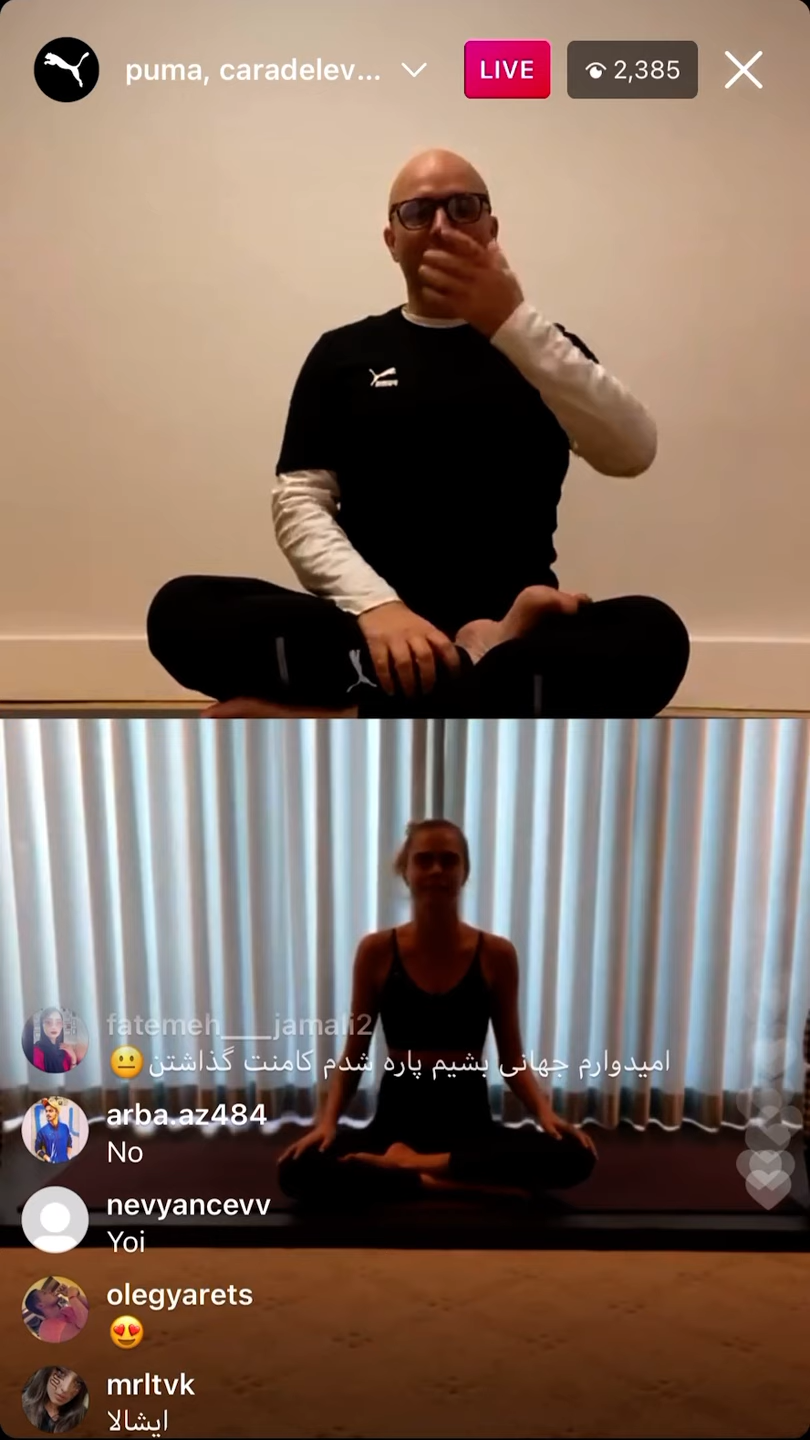 puma, caradelev...
LIVE
2,385
fatemeh___jamali2
امیدوارم جهانی بشیم پاره شدم کامنت گذاشتن😐
arba.az484
No
nevyancevv
Yoi
olegyarets
😍
mrltvk
ایشالا